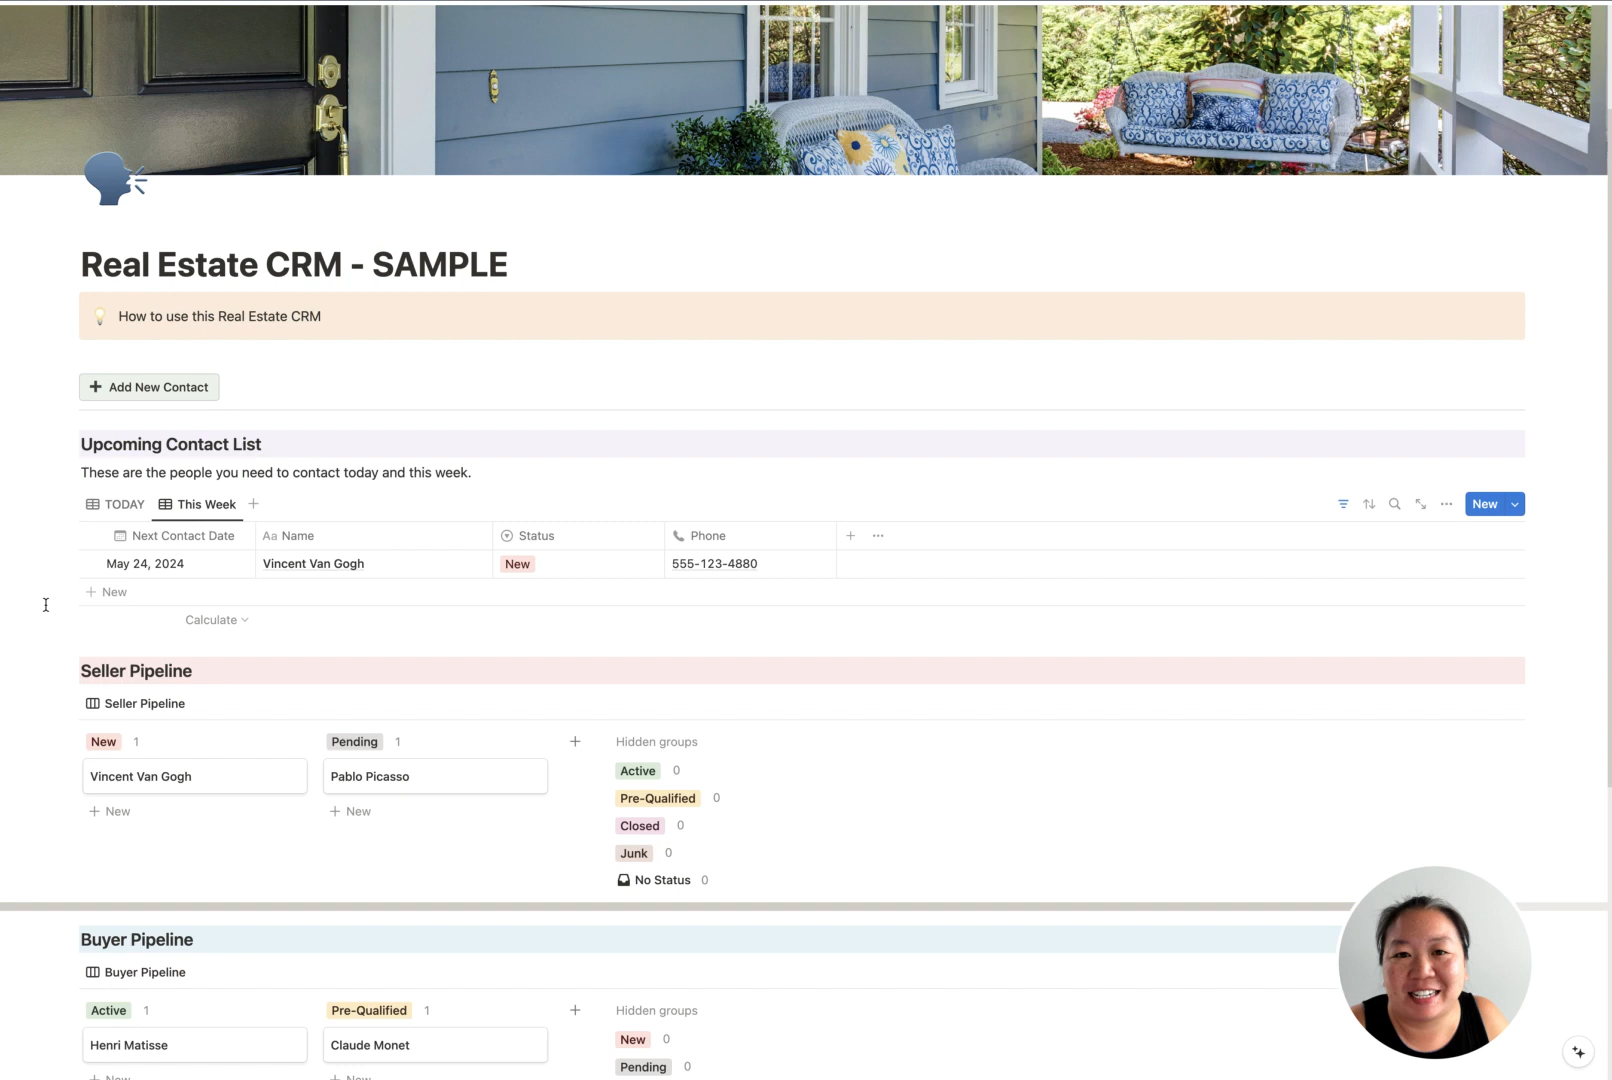 Real Estate CRM - SAMPLE
How to use this Real Estate CRM
Add New Contact
Upcoming Contact List
These are the people you need to contact today and this week.
TODAY This Week
New
Next Contact Date Aa Name Status Phone
May 24, 2024 Vincent Van Gogh New 555-123-4880
New
Calculate
Seller Pipeline
Seller Pipeline
New 1 Pending 1 Hidden groups
Vincent Van Gogh Pablo Picasso Active 0
Pre-Qualified 0
New New
Closed 0
Junk 0
No Status 0
Buyer Pipeline
Buyer Pipeline
Active 1 Pre-Qualified 1 Hidden groups
Henri Matisse Claude Monet New 0
Pending 0
New New